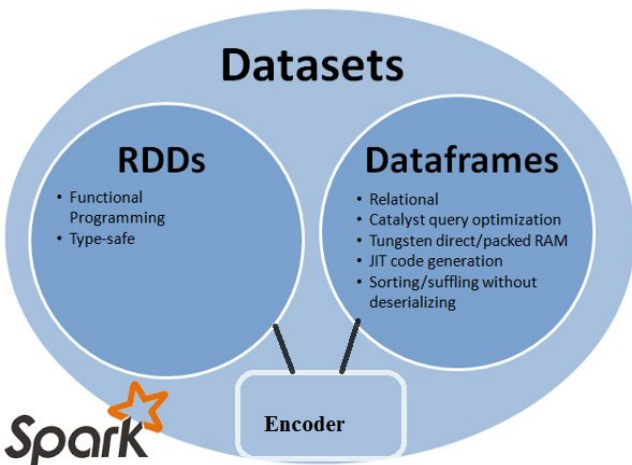 Datasets
RDDs
• Functional
Programming
• Type-safe
Dataframes
• Relational
• Catalyst query optimization
• Tungsten direct/packed RAM
• JIT code generation
• Sorting/suffling without
deserializing
Encoder
Spark